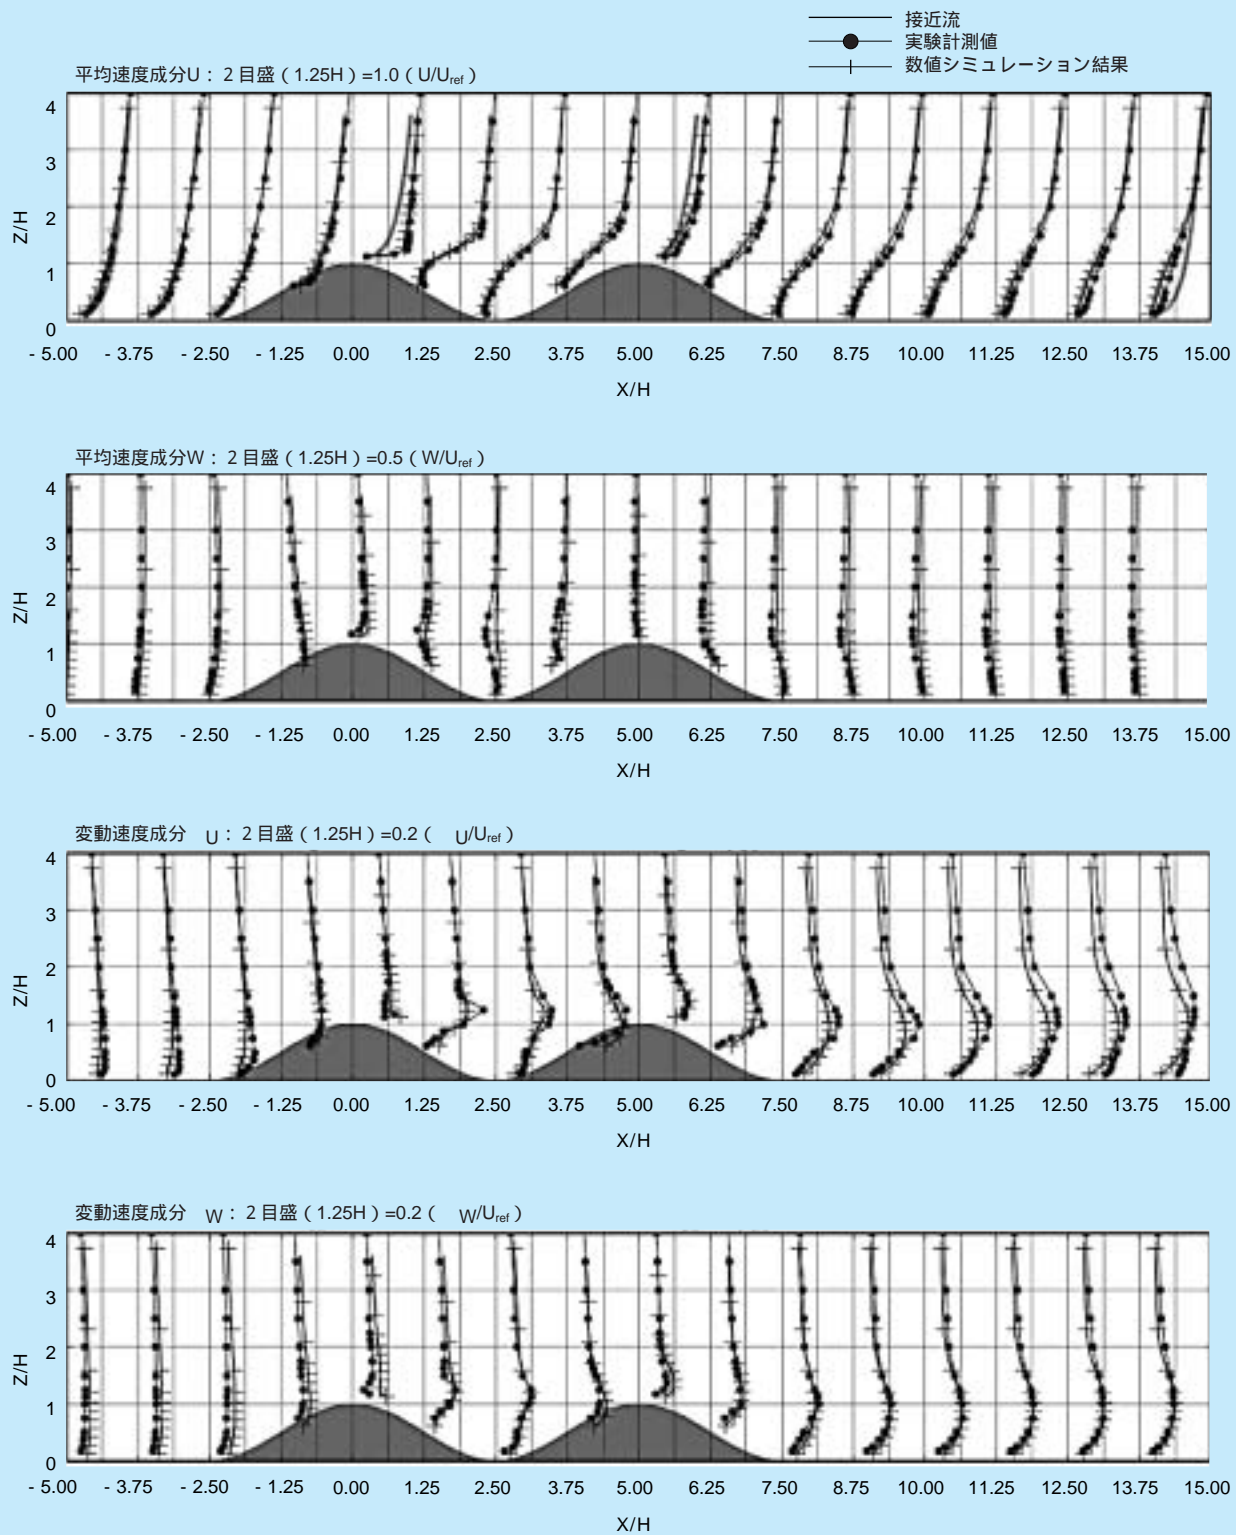 接近流
実験計測値
数値シミュレーション結果
平均速度成分U：2目盛（1.25H）=1.0（U/Uref）
4
3
2
1
0
Z/H
- 5.00 - 3.75 - 2.50 - 1.25 0.00 1.25 2.50 3.75 5.00 6.25 7.50 8.75 10.00 11.25 12.50 13.75 15.00
X/H
平均速度成分W：2目盛（1.25H）=0.5（W/Uref）
4
3
2
1
0
Z/H
- 5.00 - 3.75 - 2.50 - 1.25 0.00 1.25 2.50 3.75 5.00 6.25 7.50 8.75 10.00 11.25 12.50 13.75 15.00
X/H
変動速度成分 U：2目盛（1.25H）=0.2（ U/Uref）
4
3
2
1
0
Z/H
- 5.00 - 3.75 - 2.50 - 1.25 0.00 1.25 2.50 3.75 5.00 6.25 7.50 8.75 10.00 11.25 12.50 13.75 15.00
X/H
変動速度成分 W：2目盛（1.25H）=0.2（ W/Uref）
4
3
2
1
0
Z/H
- 5.00 - 3.75 - 2.50 - 1.25 0.00 1.25 2.50 3.75 5.00 6.25 7.50 8.75 10.00 11.25 12.50 13.75 15.00
X/H